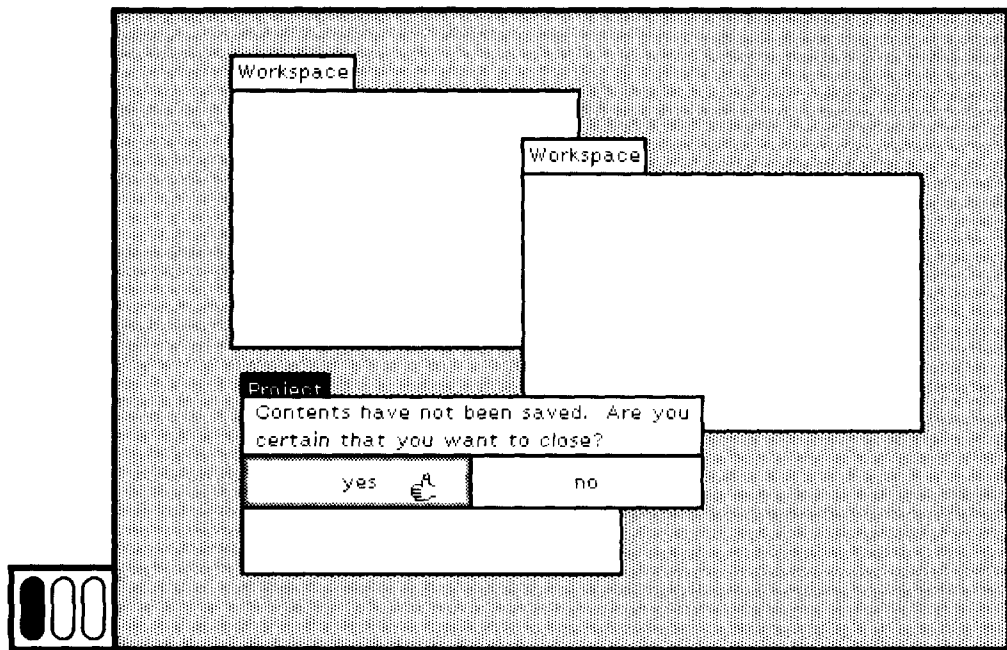 Workspace
Workspace
Project
Contents have not been saved. Are you
certain that you want to close?
yes
no